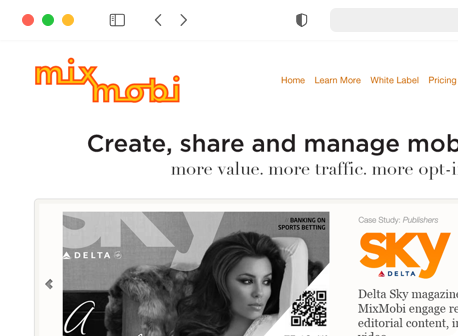 mix
mobi
Home Learn More White Label Pricing
Create, share and manage mob
more value. more traffic. more opt-i
sky
BANKING ON
SPORTS BETTING
DELTA
a
Case Study: Publishers
sky
DELTA
Delta Sky magazin
MixMobi engage re
editorial content, i
video